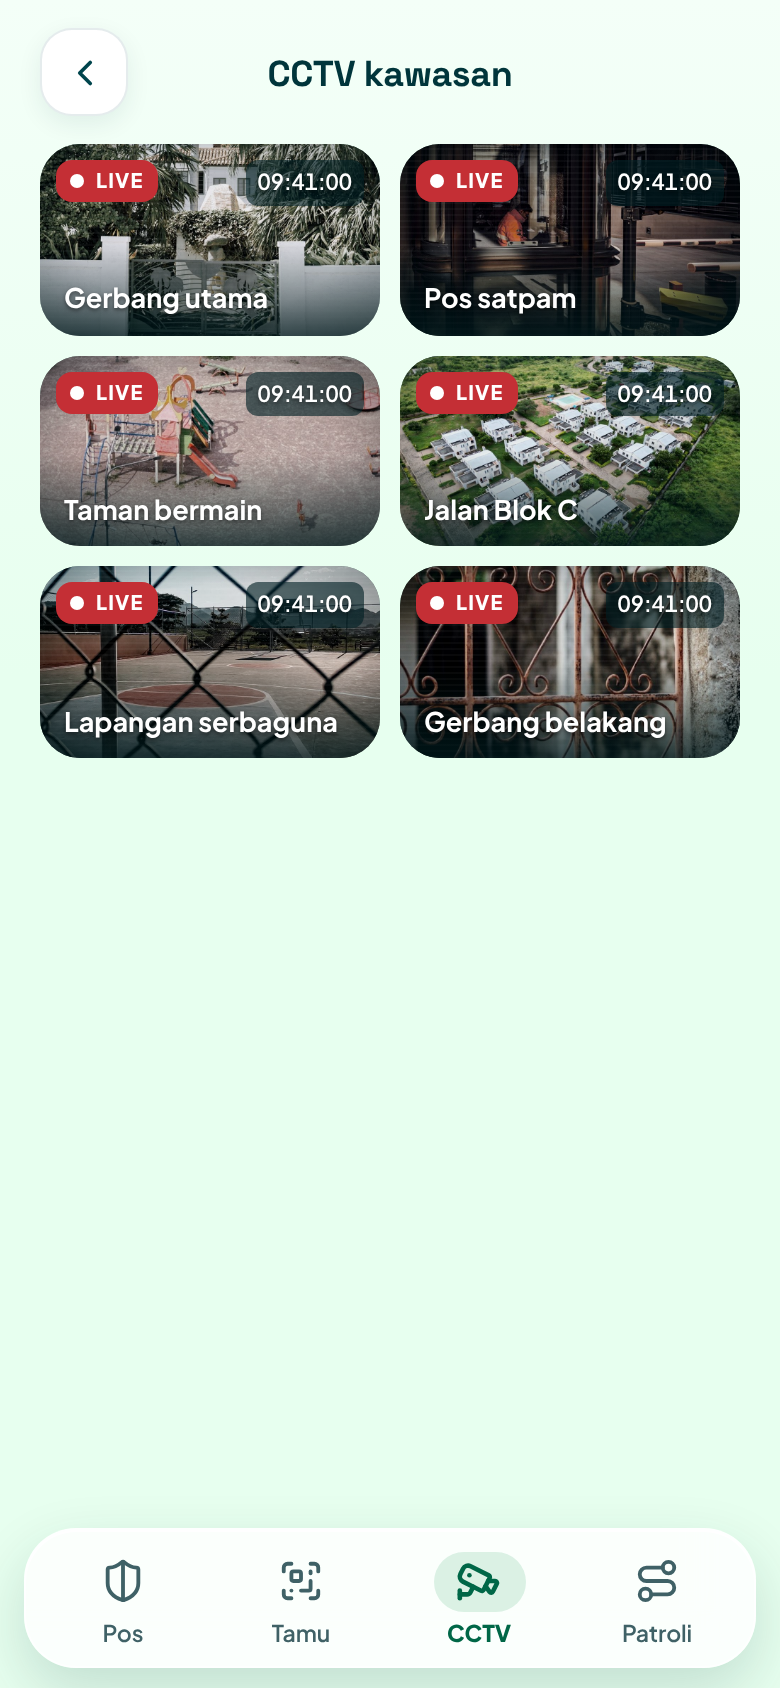 CCTV kawasan
LIVE 09:41:00
Gerbang utama
LIVE 09:41:00
Pos satpam
LIVE 09:41:00
Taman bermain
LIVE 09:41:00
Jalan Blok C
LIVE 09:41:00
Lapangan serbaguna
LIVE 09:41:00
Gerbang belakang
Pos
Tamu
CCTV
Patroli